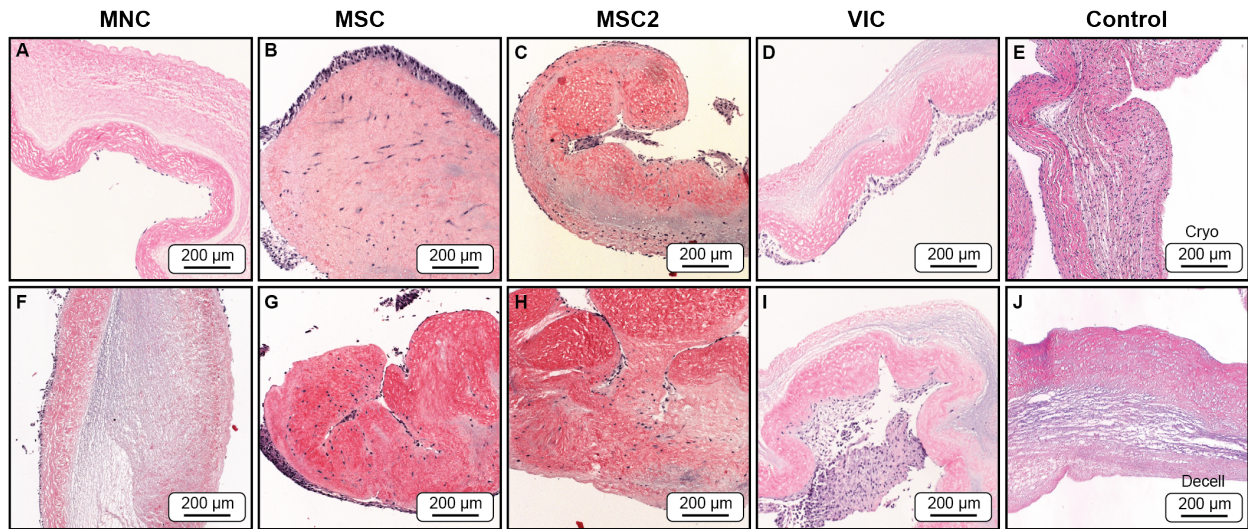 MNC MSC MSC2 VIC Control
A B C D E
Cryo
200 µm 200 µm 200 µm 200 µm 200 µm
F G H I J
Decell
200 µm 200 µm 200 µm 200 µm 200 µm